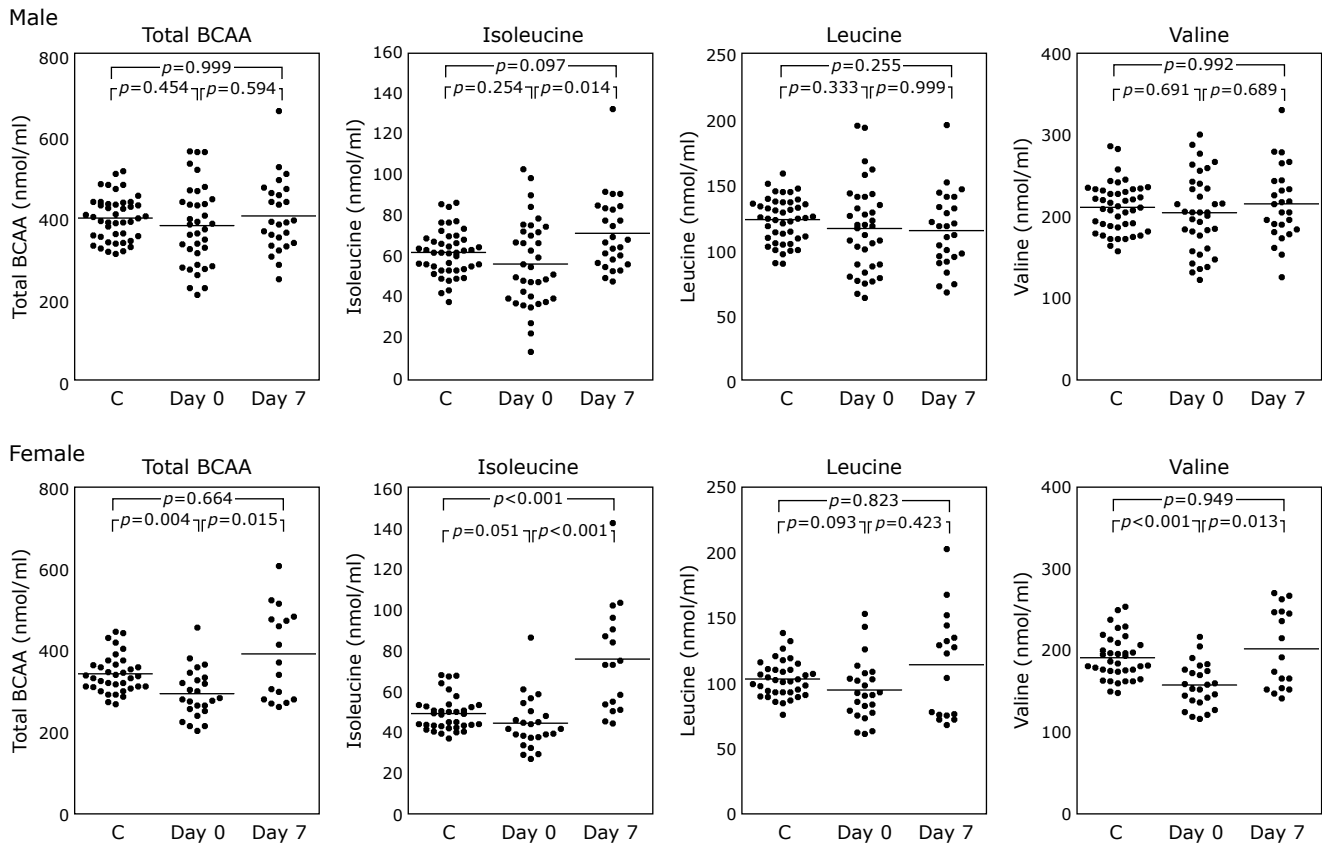 Male
Total BCAA
Total BCAA (nmol/ml)
800
600
400
200
0
p=0.999
p=0.454
p=0.594
C
Day 0
Day 7
Isoleucine
Isoleucine (nmol/ml)
160
140
120
100
80
60
40
20
0
p=0.097
p=0.254
p=0.014
C
Day 0
Day 7
Leucine
Leucine (nmol/ml)
250
200
150
100
50
0
p=0.255
p=0.333
p=0.999
C
Day 0
Day 7
Valine
Valine (nmol/ml)
400
300
200
100
0
p=0.992
p=0.691
p=0.689
C
Day 0
Day 7
Female
Total BCAA
Total BCAA (nmol/ml)
800
600
400
200
0
p=0.664
p=0.004
p=0.015
C
Day 0
Day 7
Isoleucine
Isoleucine (nmol/ml)
160
140
120
100
80
60
40
20
0
p<0.001
p=0.051
p<0.001
C
Day 0
Day 7
Leucine
Leucine (nmol/ml)
250
200
150
100
50
0
p=0.823
p=0.093
p=0.423
C
Day 0
Day 7
Valine
Valine (nmol/ml)
400
300
200
100
0
p=0.949
p<0.001
p=0.013
C
Day 0
Day 7